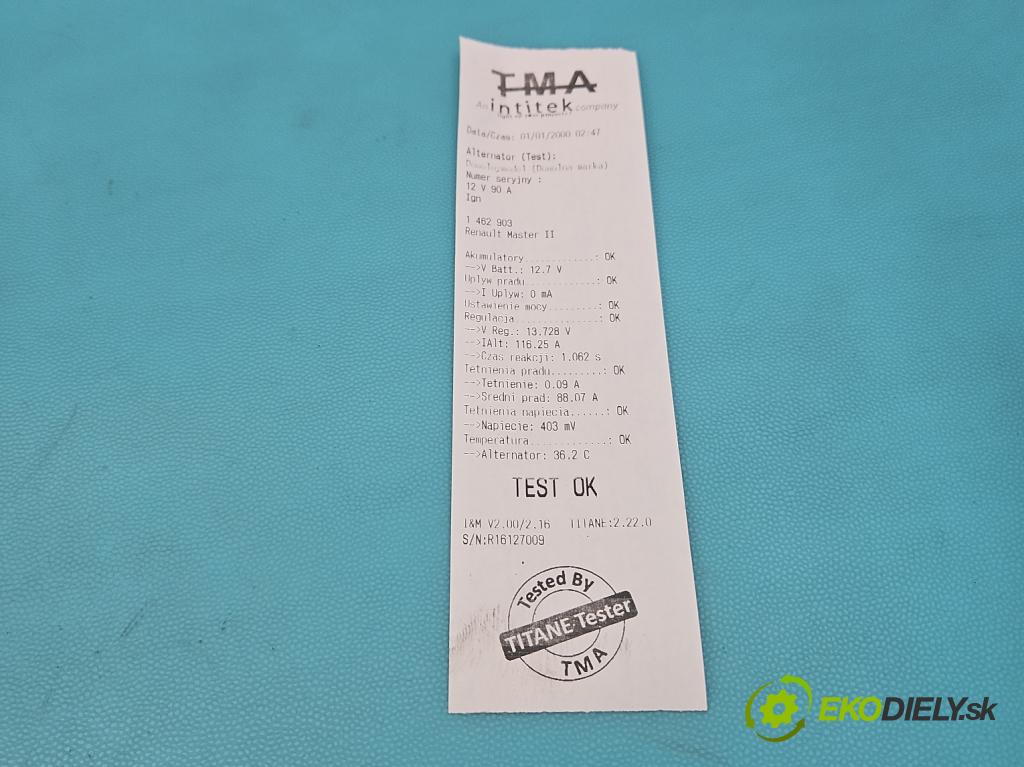 TMA
An intitek company
Data/Czas: 01/01/2000 02:47
Alternator (Test):
Numer seryjny :
12 V 90 A
Ign
1 462 903
Renault Master II
Akumulatory.............: OK
-->V Batt.: 12.7 V
Uplyw pradu.............: OK
-->I Uplyw: 0 mA
Ustawienie mocy.........: OK
Regulacja...............: OK
-->V Reg.: 13.728 V
-->IAlt: 116.25 A
-->Czas reakcji: 1.062 s
Tetnienia pradu.........: OK
-->Tetnienie: 0.09 A
-->Sredni prad: 88.07 A
Tetnienia napiecia......: OK
-->Napiecie: 403 mV
Temperatura.............: OK
-->Alternator: 36.2 C
TEST OK
I&M V2.00/2.16 TITANE:2.22.0
S/N:R16127009
Tested By
TITANE Tester
TMA
EKODIELY.sk